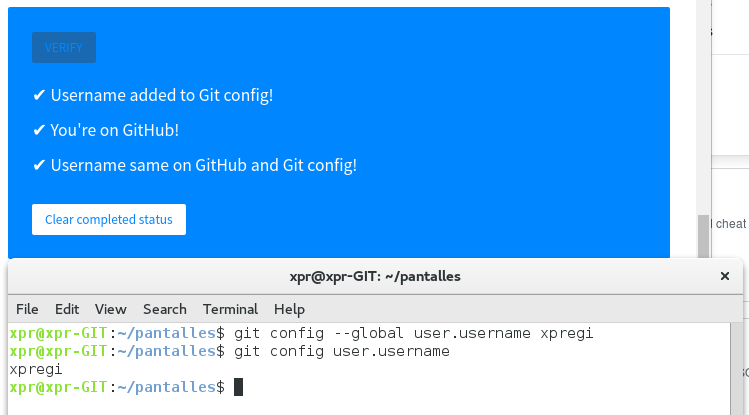 VERIFY
✔ Username added to Git config!
✔ You're on GitHub!
✔ Username same on GitHub and Git config!
Clear completed status
cheat
xpr@xpr-GIT: ~/pantalles ×
File Edit View Search Terminal Help
xpr@xpr-GIT:~/pantalles$ git config --global user.username xpregi
xpr@xpr-GIT:~/pantalles$ git config user.username
xpregi
xpr@xpr-GIT:~/pantalles$